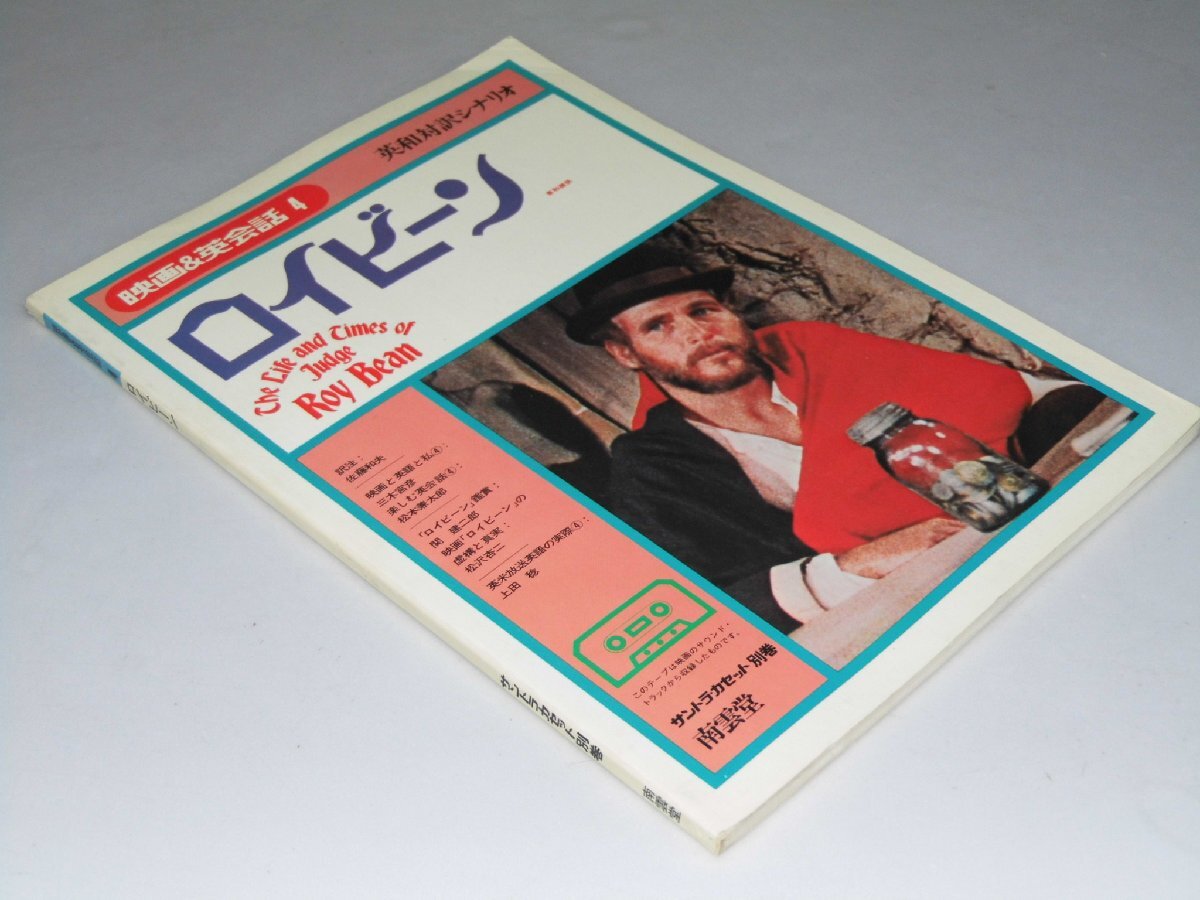 英和対訳シナリオ
映画&英会話 4
ロイビーン
The Life and Times of
Judge
Roy Bean
訳注:
佐藤和夫
映画と英語と私④:
三木宮彦
楽しむ英会話④:
松本兼太郎
「ロイビーン」鑑賞:
関 建二郎
映画「ロイビーン」の
虚構と真実:
松沢杏二
英米放送英語の実際④:
上田 稔
このテープは映画のサウンド・
トラックから収録したものです。
サントラ・カセット別巻
南雲堂
ロイビーン
サントラ・カセット別巻
南雲堂